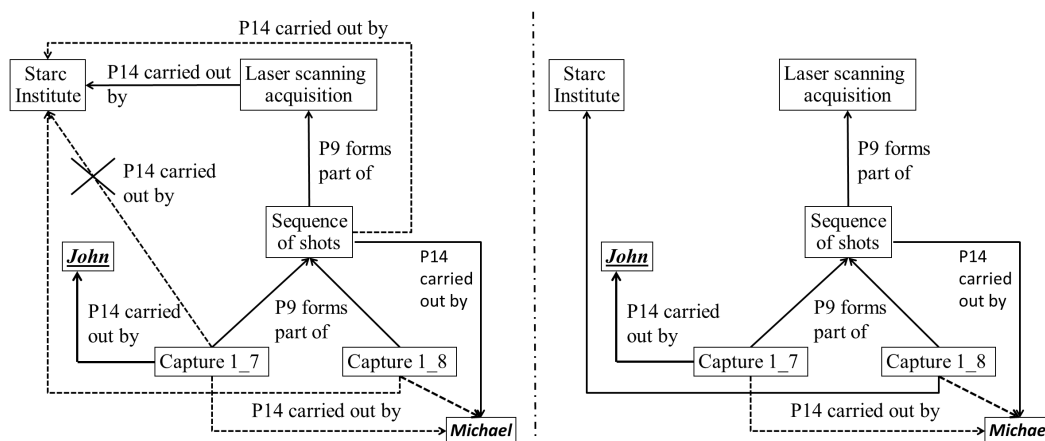 P14 carried out by
Starc
Institute
P14 carried out
by
Laser scanning
acquisition
P9 forms
part of
P14 carried
out by
Sequence
of shots
John
P14
carried
out by
P14 carried
out by
P9 forms
part of
Capture 1_7
Capture 1_8
P14 carried out by
Michael
Starc
Institute
Laser scanning
acquisition
P9 forms
part of
Sequence
of shots
John
P14
carried
out by
P14 carried
out by
P9 forms
part of
Capture 1_7
Capture 1_8
P14 carried out by
Michae